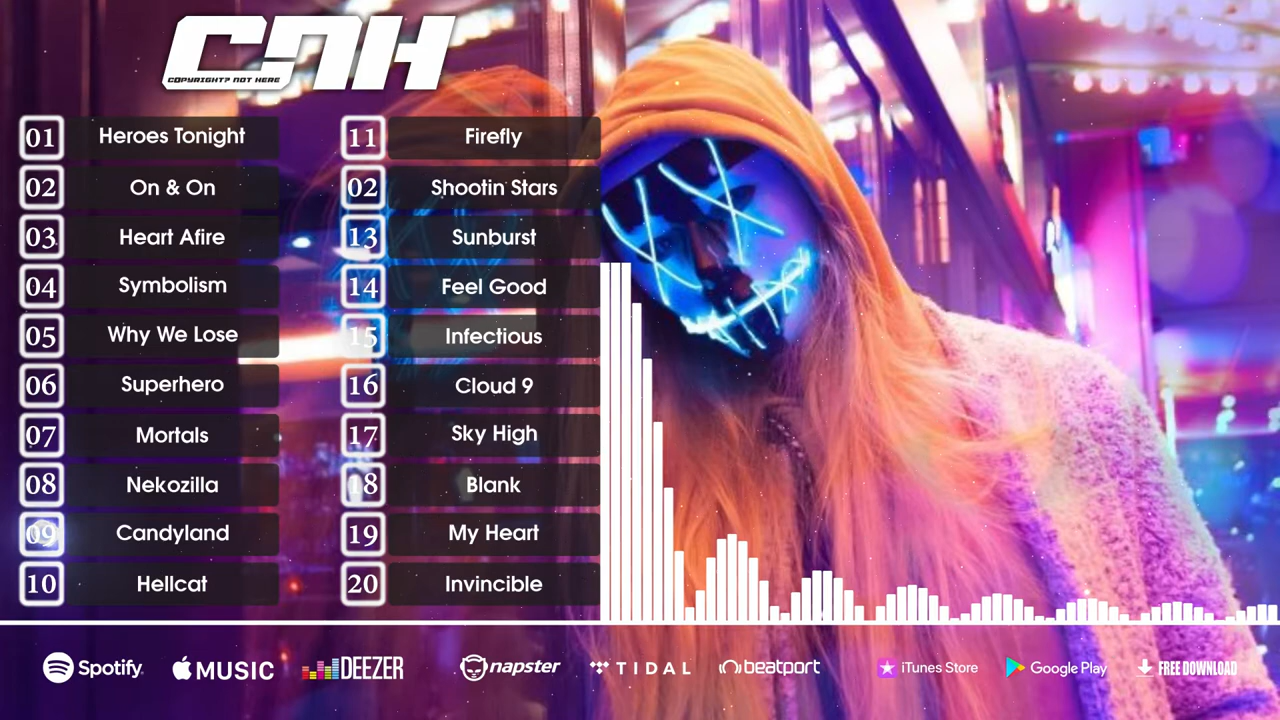 CNH
COPYRIGHT? NOT HERE
01 Heroes Tonight
02 On & On
03 Heart Afire
04 Symbolism
05 Why We Lose
06 Superhero
07 Mortals
08 Nekozilla
09 Candyland
10 Hellcat
11 Firefly
02 Shootin Stars
13 Sunburst
14 Feel Good
15 Infectious
16 Cloud 9
17 Sky High
18 Blank
19 My Heart
20 Invincible
Spotify MUSIC DEEZER napster TIDAL beatport iTunes Store Google Play FREE DOWNLOAD